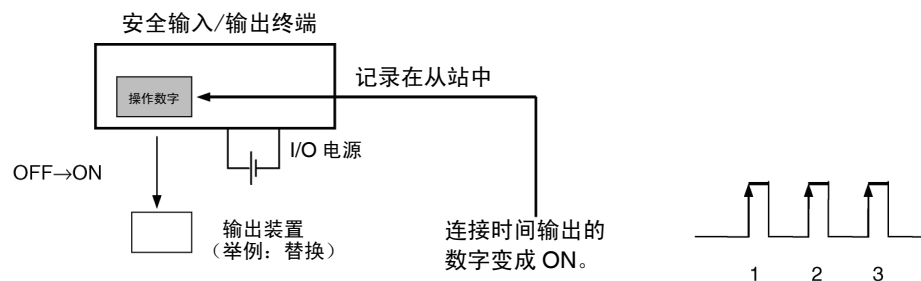 安全输入/输出终端
操作数字
记录在从站中
I/O 电源
OFF→ON
输出装置
（举例：替换）
连接时间输出的
数字变成 ON。
1 2 3